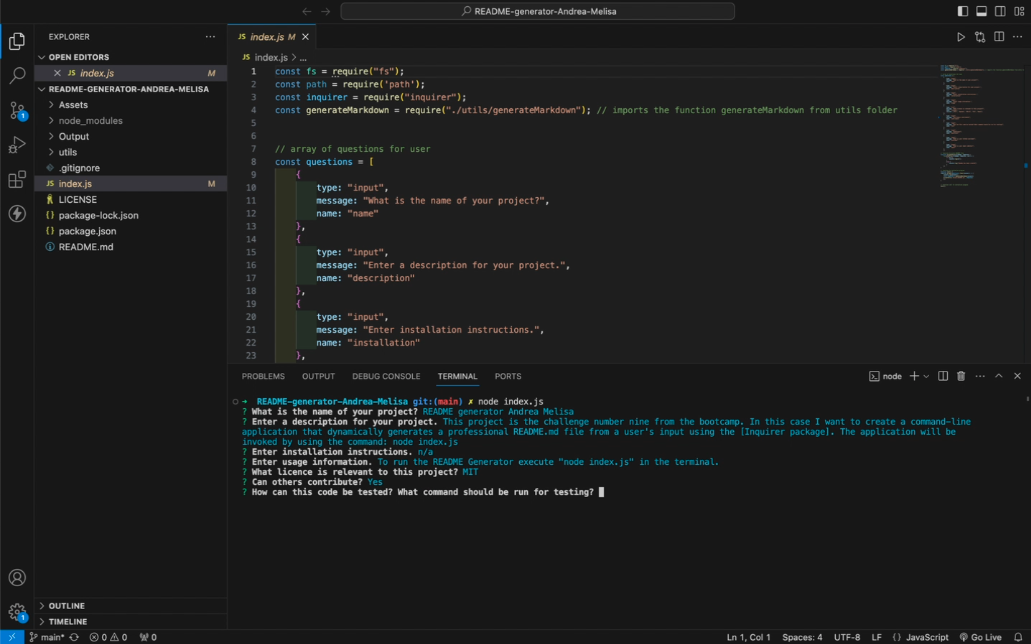 README-generator-Andrea-Melisa
EXPLORER
OPEN EDITORS
JS index.js M
README-GENERATOR-ANDREA-MELISA
Assets
node_modules
Output
utils
.gitignore
JS index.js M
LICENSE
{} package-lock.json
{} package.json
README.md
OUTLINE
TIMELINE
JS index.js M
JS index.js > ...
1 const fs = require("fs");
2 const path = require('path');
3 const inquirer = require("inquirer");
4 const generateMarkdown = require("./utils/generateMarkdown"); // imports the function generateMarkdown from utils folder
5
6
7 // array of questions for user
8 const questions = [
9 {
10 type: "input",
11 message: "What is the name of your project?",
12 name: "name"
13 },
14 {
15 type: "input",
16 message: "Enter a description for your project.",
17 name: "description"
18 },
19 {
20 type: "input",
21 message: "Enter installation instructions.",
22 name: "installation"
23 },
PROBLEMS OUTPUT DEBUG CONSOLE TERMINAL PORTS node
→ README-generator-Andrea-Melisa git:(main) ✗ node index.js
? What is the name of your project? README generator Andrea Melisa
? Enter a description for your project. This project is the challenge number nine from the bootcamp. In this case I want to create a command-line
application that dynamically generates a professional README.md file from a user's input using the [Inquirer package]. The application will be
invoked by using the command: node index.js
? Enter installation instructions. n/a
? Enter usage information. To run the README Generator execute "node index.js" in the terminal.
? What licence is relevant to this project? MIT
? Can others contribute? Yes
? How can this code be tested? What command should be run for testing?
main* 0 0 0 Ln 1, Col 1 Spaces: 4 UTF-8 LF {} JavaScript Go Live